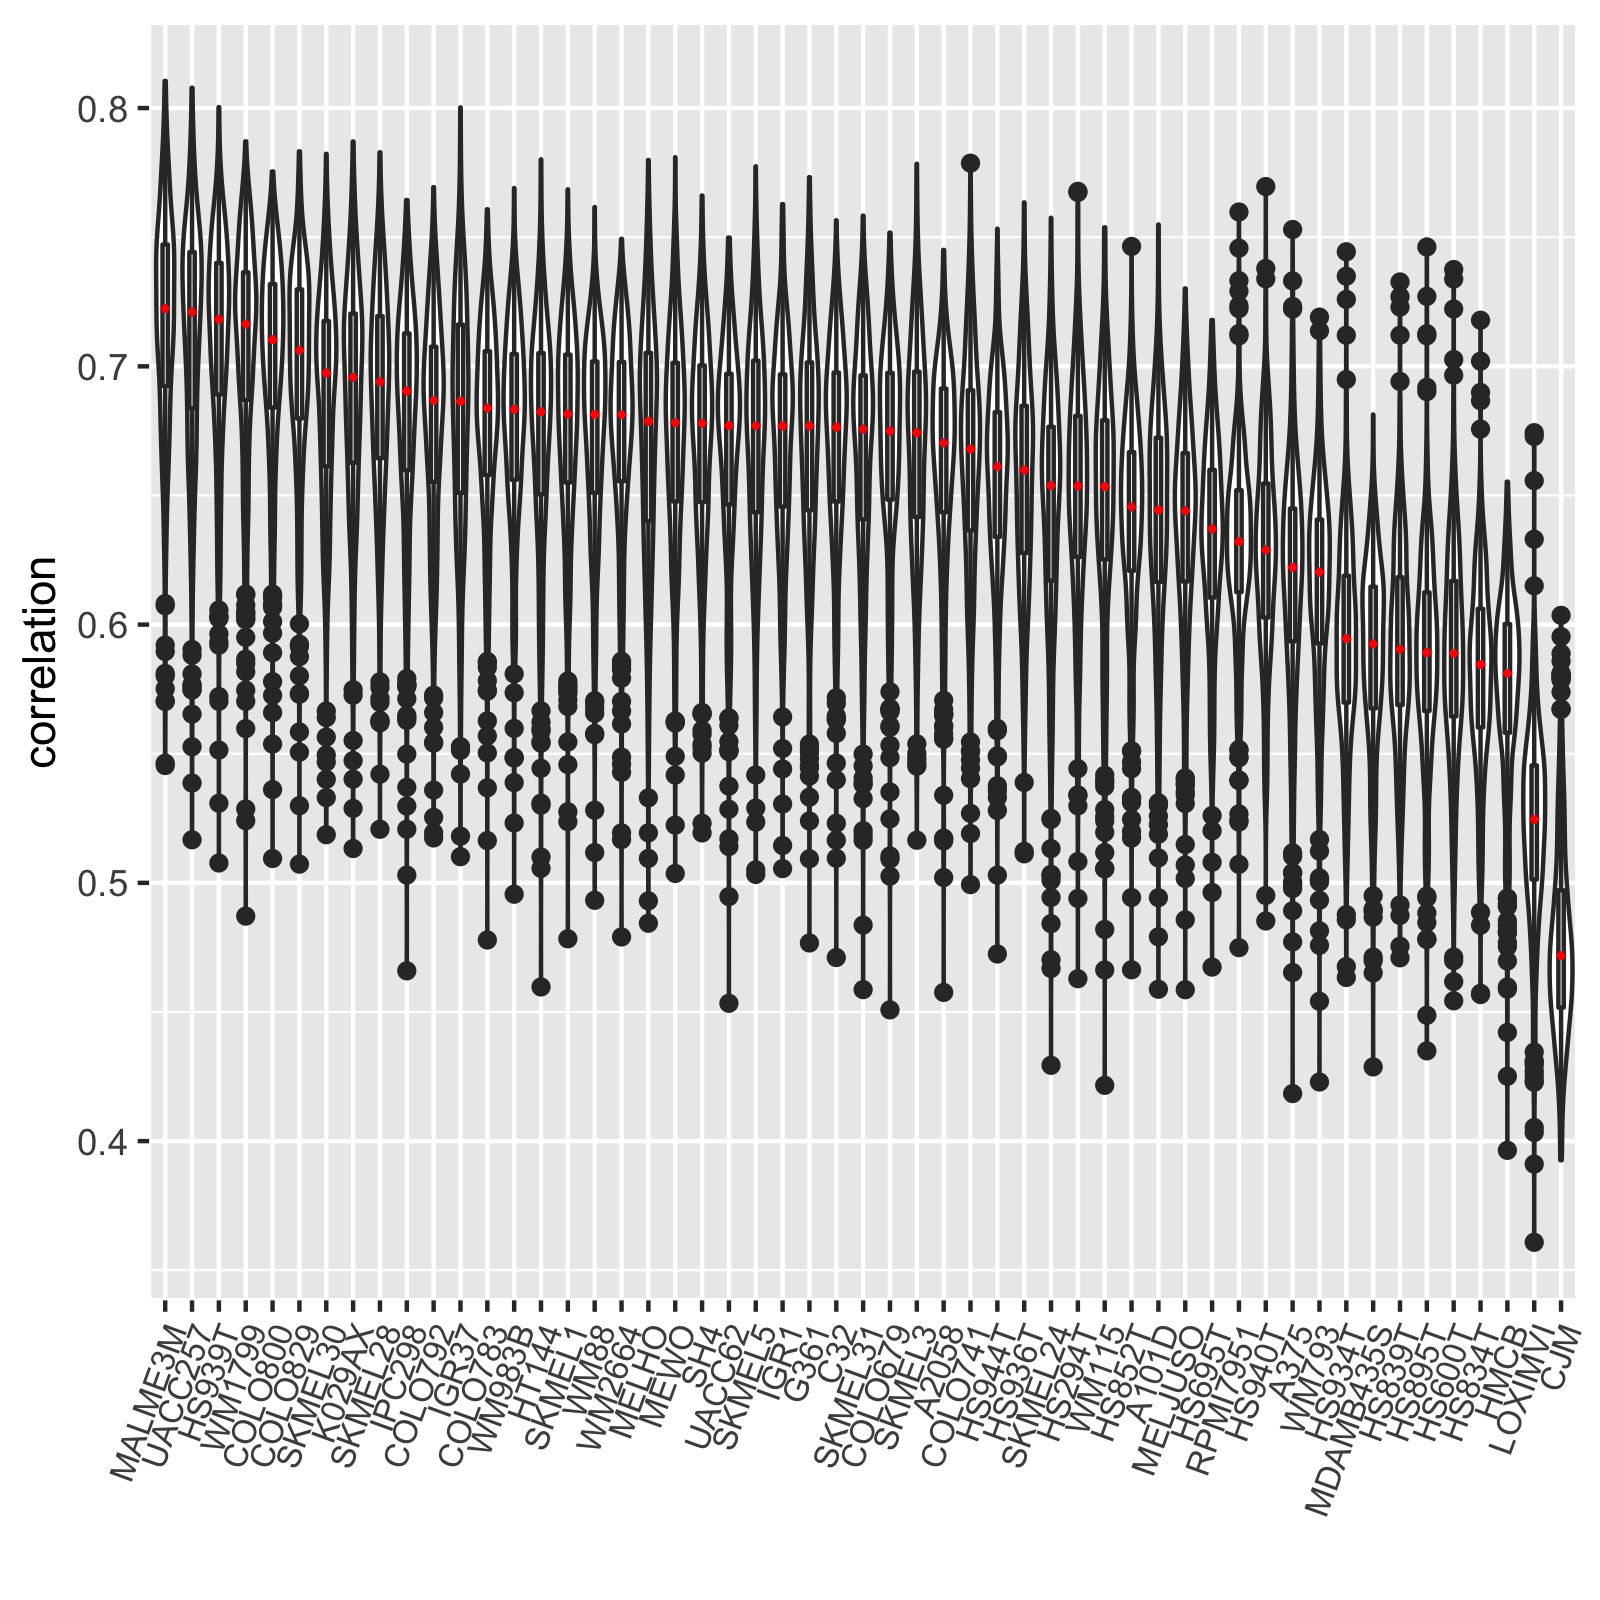 correlation
0.8
0.7
0.6
0.5
0.4
MALME3M
UACC257
HS939T
WM1799
COLO800
COLO829
SKMEL30
K029AX
SKMEL28
IPC298
COLO792
IGR37
COLO783
WM983B
HT144
SKMEL1
WM88
WM2664
MELHO
MEWO
SH4
UACC62
SKMEL5
IGR1
G361
C32
SKMEL31
COLO679
SKMEL3
A2058
COLO741
HS944T
HS936T
SKMEL24
HS294T
WM115
HS852T
A101D
MELJUSO
HS695T
RPMI7951
HS940T
A375
WM793
HS934T
MDAMB435S
HS839T
HS895T
HS600T
HS834T
HMCB
LOXIMVI
CJM